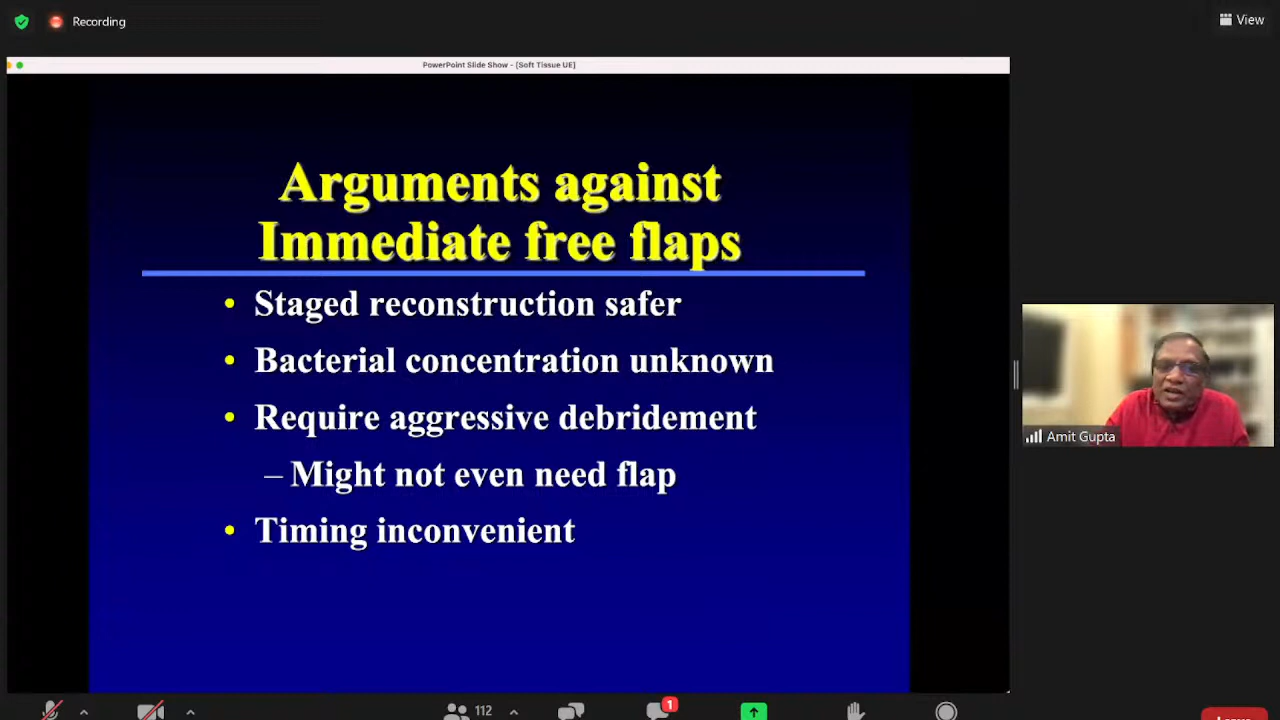 Recording
View
PowerPoint Slide Show - [Soft Tissue UE]
Arguments against
Immediate free flaps
• Staged reconstruction safer
• Bacterial concentration unknown
• Require aggressive debridement
– Might not even need flap
• Timing inconvenient
Amit Gupta
112
1
Leave